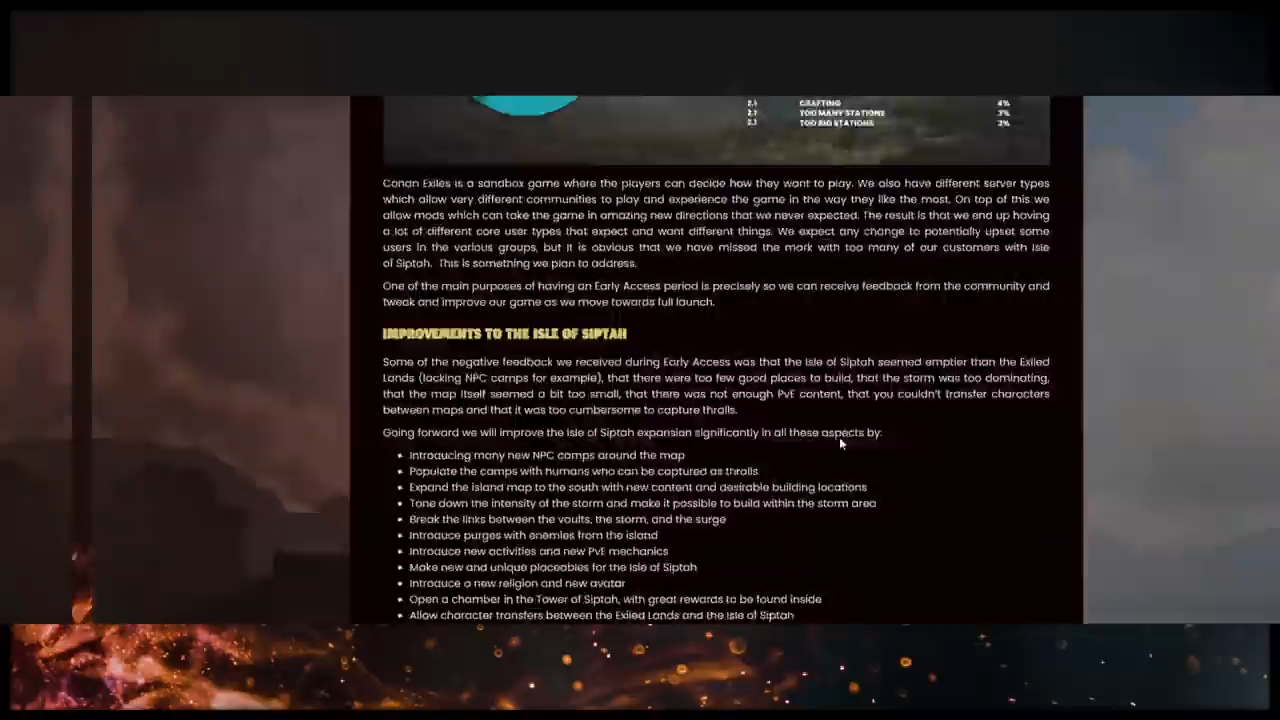 2.1 CRAFTING 4%
2.1 TOO MANY STATIONS 3%
2.1 TOO BIG STATIONS 3%
Conan Exiles is a sandbox game where the players can decide how they want to play. We also have different server types
which allow very different communities to play and experience the game in the way they like the most. On top of this we
allow mods which can take the game in amazing new directions that we never expected. The result is that we end up having
a lot of different core user types that expect and want different things. We expect any change to potentially upset some
users in the various groups, but it is obvious that we have missed the mark with too many of our customers with Isle
of Siptah. This is something we plan to address.
One of the main purposes of having an Early Access period is precisely so we can receive feedback from the community and
tweak and improve our game as we move towards full launch.
IMPROVEMENTS TO THE ISLE OF SIPTAH
Some of the negative feedback we received during Early Access was that the Isle of Siptah seemed emptier than the Exiled
Lands (lacking NPC camps for example), that there were too few good places to build, that the storm was too dominating,
that the map itself seemed a bit too small, that there was not enough PvE content, that you couldn't transfer characters
between maps and that it was too cumbersome to capture thralls.
Going forward we will improve the Isle of Siptah expansion significantly in all these aspects by:
• Introducing many new NPC camps around the map
• Populate the camps with humans who can be captured as thralls
• Expand the island map to the south with new content and desirable building locations
• Tone down the intensity of the storm and make it possible to build within the storm area
• Break the links between the vaults, the storm, and the surge
• Introduce purges with enemies from the island
• Introduce new activities and new PvE mechanics
• Make new and unique placeables for the Isle of Siptah
• Introduce a new religion and new avatar
• Open a chamber in the Tower of Siptah, with great rewards to be found inside
• Allow character transfers between the Exiled Lands and the Isle of Siptah